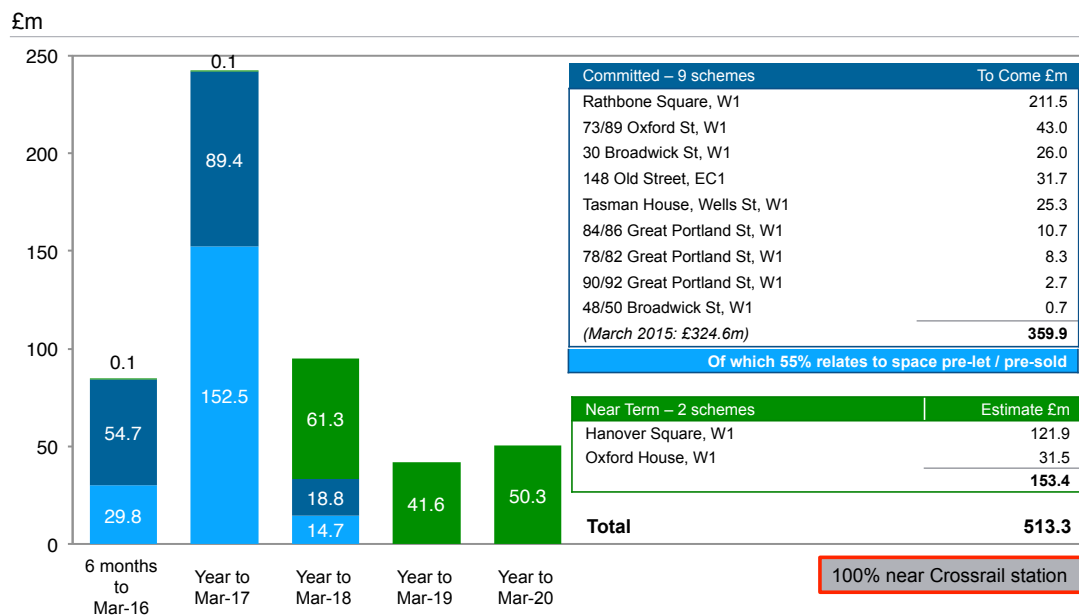 £m
250
200
150
100
50
0
0.1
54.7
29.8
0.1
89.4
152.5
61.3
18.8
14.7
41.6
50.3
6 months
to
Mar-16
Year to
Mar-17
Year to
Mar-18
Year to
Mar-19
Year to
Mar-20
Committed – 9 schemes To Come £m
Rathbone Square, W1 211.5
73/89 Oxford St, W1 43.0
30 Broadwick St, W1 26.0
148 Old Street, EC1 31.7
Tasman House, Wells St, W1 25.3
84/86 Great Portland St, W1 10.7
78/82 Great Portland St, W1 8.3
90/92 Great Portland St, W1 2.7
48/50 Broadwick St, W1 0.7
(March 2015: £324.6m) 359.9
Of which 55% relates to space pre-let / pre-sold
Near Term – 2 schemes Estimate £m
Hanover Square, W1 121.9
Oxford House, W1 31.5
153.4
Total 513.3
100% near Crossrail station